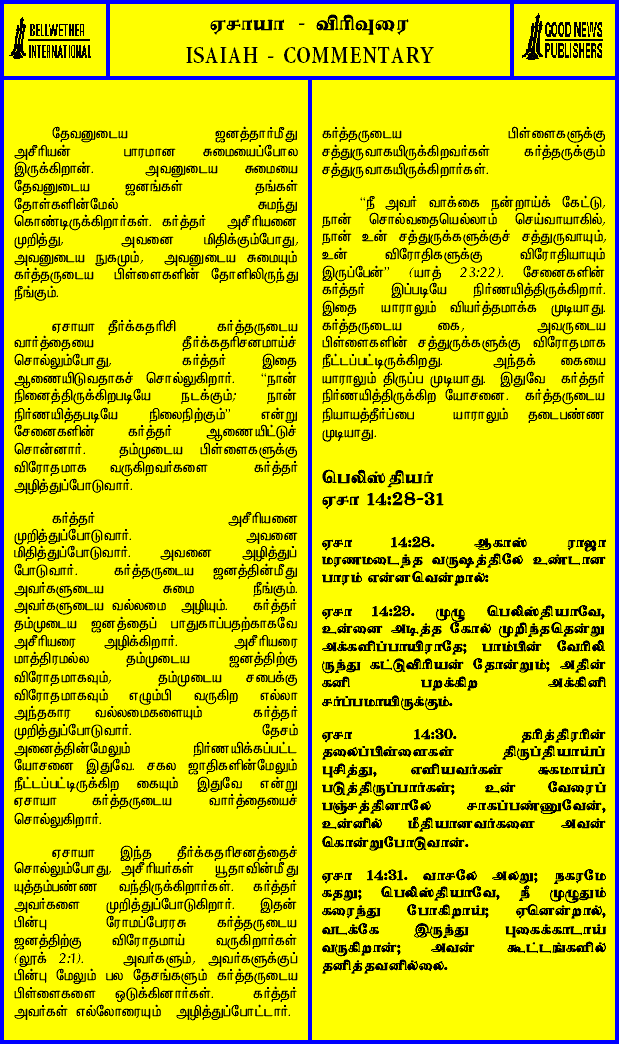 BELLWETHER
INTERNATIONAL
ஏசாயா - விரிவுரை
ISAIAH - COMMENTARY
GOOD NEWS
PUBLISHERS
தேவனுடைய ஜனத்தார்மீது
அசீரியன் பாரமான சுமையைப்போல
இருக்கிறான். அவனுடைய சுமையை
தேவனுடைய ஜனங்கள் தங்கள்
தோள்களின்மேல் சுமந்து
கொண்டிருக்கிறார்கள். கர்த்தர் அசீரியனை
முறித்து, அவனை மிதிக்கும்போது,
அவனுடைய நுகமும், அவனுடைய சுமையும்
கர்த்தருடைய பிள்ளைகளின் தோளிலிருந்து
நீங்கும்.
ஏசாயா தீர்க்கதரிசி கர்த்தருடைய
வார்த்தையை தீர்க்கதரிசனமாய்ச்
சொல்லும்போது, கர்த்தர் இதை
ஆணையிடுவதாகச் சொல்லுகிறார். “நான்
நினைத்திருக்கிறபடியே நடக்கும்; நான்
நிர்ணயித்தபடியே நிலைநிற்கும்” என்று
சேனைகளின் கர்த்தர் ஆணையிட்டுச்
சொன்னார். தம்முடைய பிள்ளைகளுக்கு
விரோதமாக வருகிறவர்களை கர்த்தர்
அழித்துப்போடுவார்.
கர்த்தர் அசீரியனை
முறித்துப்போடுவார். அவனை
மிதித்துப்போடுவார். அவனை அழித்துப்
போடுவார். கர்த்தருடைய ஜனத்தின்மீது
அவர்களுடைய சுமை நீங்கும்.
அவர்களுடைய வல்லமை அழியும். கர்த்தர்
தம்முடைய ஜனத்தைப் பாதுகாப்பதற்காகவே
அசீரியரை அழிக்கிறார். அசீரியரை
மாத்திரமல்ல தம்முடைய ஜனத்திற்கு
விரோதமாகவும், தம்முடைய சபைக்கு
விரோதமாகவும் எழும்பி வருகிற எல்லா
அந்தகார வல்லமைகளையும் கர்த்தர்
முறித்துப்போடுவார். தேசம்
அனைத்தின்மேலும் நிர்ணயிக்கப்பட்ட
யோசனை இதுவே. சகல ஜாதிகளின்மேலும்
நீட்டப்பட்டிருக்கிற கையும் இதுவே என்று
ஏசாயா கர்த்தருடைய வார்த்தையைச்
சொல்லுகிறார்.
ஏசாயா இந்த தீர்க்கதரிசனத்தைச்
சொல்லும்போது, அசீரியர்கள் யூதாவின்மீது
யுத்தம்பண்ண வந்திருக்கிறார்கள். கர்த்தர்
அவர்களை முறித்துப்போடுகிறார். இதன்
பின்பு ரோமப்பேரரசு கர்த்தருடைய
ஜனத்திற்கு விரோதமாய் வருகிறார்கள்
(லூக் 2:1). அவர்களும், அவர்களுக்குப்
பின்பு மேலும் பல தேசங்களும் கர்த்தருடைய
பிள்ளைகளை ஒடுக்கினார்கள். கர்த்தர்
அவர்கள் எல்லோரையும் அழித்துப்போட்டார்.
கர்த்தருடைய பிள்ளைகளுக்கு
சத்துருவாகயிருக்கிறவர்கள் கர்த்தருக்கும்
சத்துருவாகயிருக்கிறார்கள்.
“நீ அவர் வாக்கை நன்றாய்க் கேட்டு,
நான் சொல்வதையெல்லாம் செய்வாயாகில்,
நான் உன் சத்துருக்களுக்குச் சத்துருவாயும்,
உன் விரோதிகளுக்கு விரோதியாயும்
இருப்பேன்” (யாத் 23:22). சேனைகளின்
கர்த்தர் இப்படியே நிர்ணயித்திருக்கிறார்.
இதை யாராலும் வியர்த்தமாக்க முடியாது.
கர்த்தருடைய கை, அவருடைய
பிள்ளைகளின் சத்துருக்களுக்கு விரோதமாக
நீட்டப்பட்டிருக்கிறது. அந்தக் கையை
யாராலும் திருப்ப முடியாது. இதுவே கர்த்தர்
நிர்ணயித்திருக்கிற யோசனை. கர்த்தருடைய
நியாயத்தீர்ப்பை யாராலும் தடைபண்ண
முடியாது.
பெலிஸ்தியர்
ஏசா 14:28-31
ஏசா 14:28. ஆகாஸ் ராஜா
மரணமடைந்த வருஷத்திலே உண்டான
பாரம் என்னவென்றால்:
ஏசா 14:29. முழு பெலிஸ்தியாவே,
உன்னை அடித்த கோல் முறிந்ததென்று
அக்களிப்பாயிராதே; பாம்பின் வேரிலி
ருந்து கட்டுவிரியன் தோன்றும்; அதின்
கனி பறக்கிற அக்கினி
சர்ப்பமாயிருக்கும்.
ஏசா 14:30. தரித்திரரின்
தலைப்பிள்ளைகள் திருப்தியாய்ப்
புசித்து, எளியவர்கள் சுகமாய்ப்
படுத்திருப்பார்கள்; உன் வேரைப்
பஞ்சத்தினாலே சாகப்பண்ணுவேன்,
உன்னில் மீதியானவர்களை அவன்
கொன்றுபோடுவான்.
ஏசா 14:31. வாசலே அலறு; நகரமே
கதறு; பெலிஸ்தியாவே, நீ முழுதும்
கரைந்து போகிறாய்; ஏனென்றால்,
வடக்கே இருந்து புகைக்காடாய்
வருகிறான்; அவன் கூட்டங்களில்
தனித்தவனில்லை.